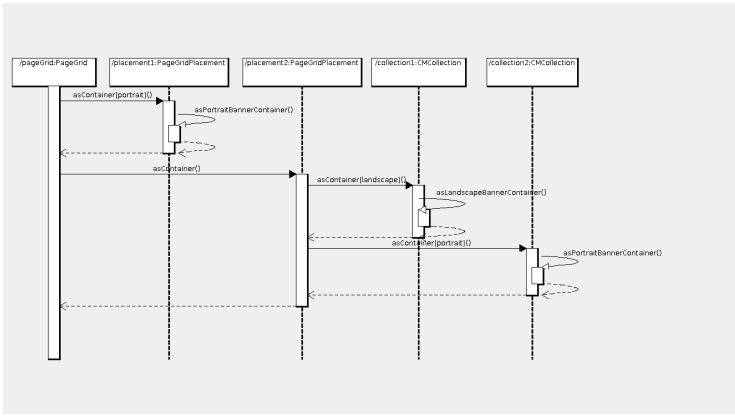 /pageGrid:PageGrid
/placement1:PageGridPlacement
/placement2:PageGridPlacement
/collection1:CMCollection
/collection2:CMCollection
asContainer[portrait]()
asPortraitBannerContainer()
asContainer()
asContainer[landscape]()
asLandscapeBannerContainer()
asContainer[portrait]()
asPortraitBannerContainer()